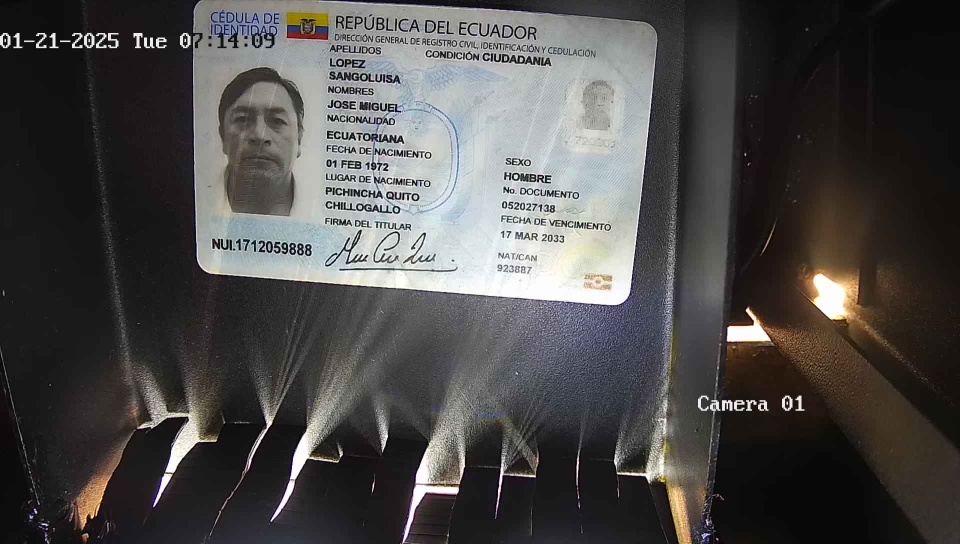 CÉDULA DE
IDENTIDAD
REPÚBLICA DEL ECUADOR
DIRECCIÓN GENERAL DE REGISTRO CIVIL, IDENTIFICACIÓN Y CEDULACIÓN
01-21-2025 Tue 07:14:09
APELLIDOS
CONDICIÓN CIUDADANIA
LOPEZ
SANGOLUISA
NOMBRES
JOSE MIGUEL
NACIONALIDAD
ECUATORIANA
FECHA DE NACIMIENTO
01 FEB 1972
LUGAR DE NACIMIENTO
PICHINCHA QUITO
CHILLOGALLO
FIRMA DEL TITULAR
SEXO
HOMBRE
No. DOCUMENTO
052027138
FECHA DE VENCIMIENTO
17 MAR 2033
NAT/CAN
923887
NUI.1712059888
Camera 01